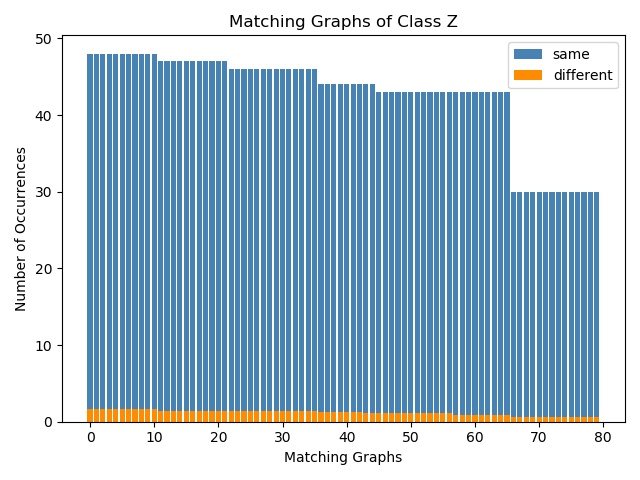 Matching Graphs of Class Z
same
different
Number of Occurrences
50
40
30
20
10
0
0 10 20 30 40 50 60 70 80
Matching Graphs